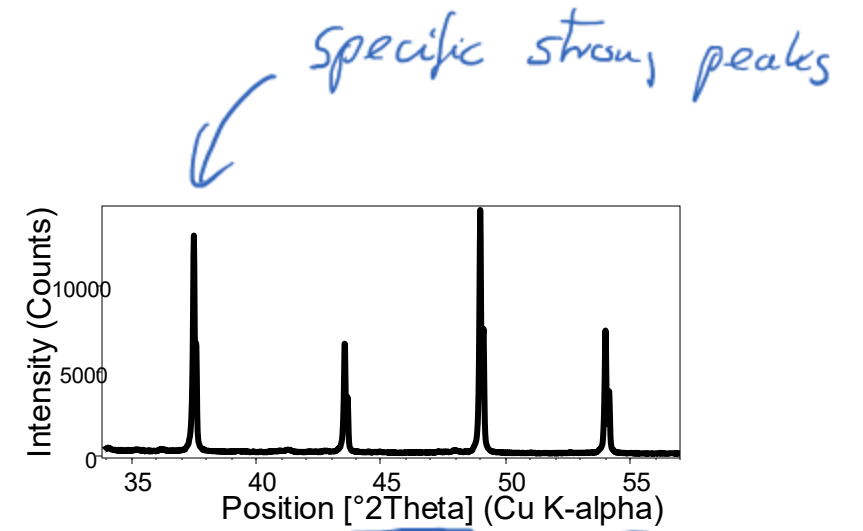 specific strong peaks
Intensity (Counts)
10000
5000
0
35 40 45 50 55
Position [°2Theta] (Cu K-alpha)